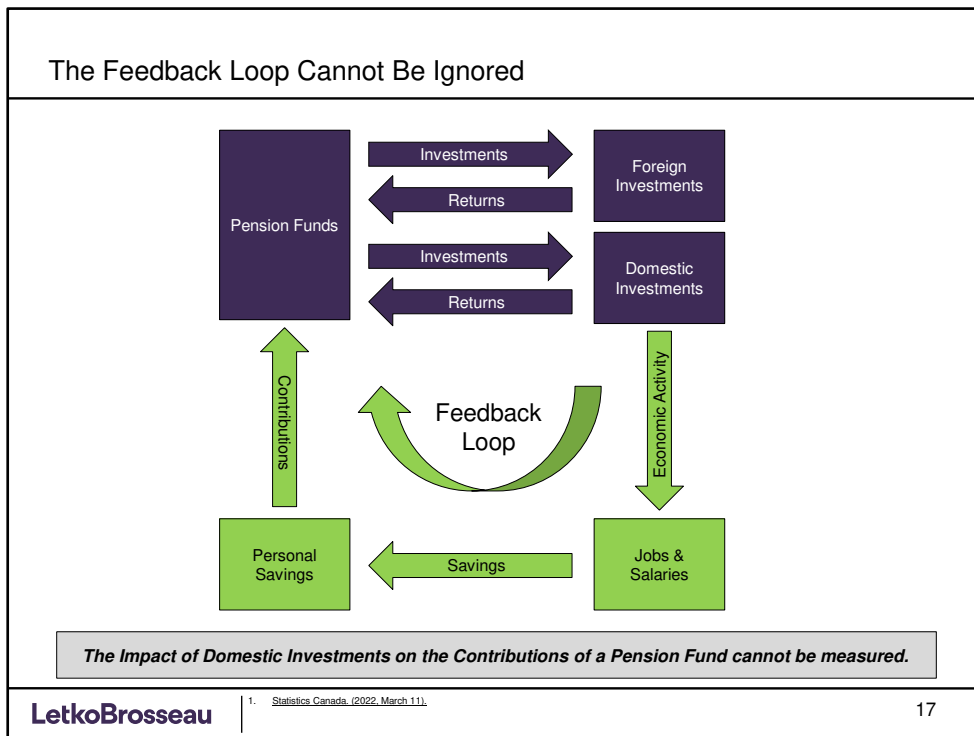 The Feedback Loop Cannot Be Ignored
Pension Funds
Investments
Returns
Investments
Returns
Foreign
Investments
Domestic
Investments
Contributions
Feedback
Loop
Economic Activity
Personal
Savings
Savings
Jobs &
Salaries
The Impact of Domestic Investments on the Contributions of a Pension Fund cannot be measured.
LetkoBrosseau
1. Statistics Canada. (2022, March 11).
17